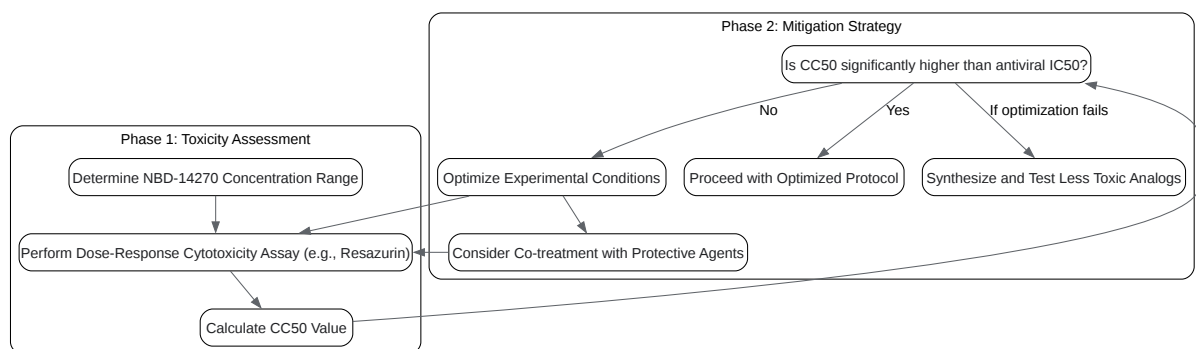 Phase 2: Mitigation Strategy
Is CC50 significantly higher than antiviral IC50?
No
Yes
If optimization fails
Phase 1: Toxicity Assessment
Determine NBD-14270 Concentration Range
Optimize Experimental Conditions
Proceed with Optimized Protocol
Synthesize and Test Less Toxic Analogs
Perform Dose-Response Cytotoxicity Assay (e.g., Resazurin)
Consider Co-treatment with Protective Agents
Calculate CC50 Value